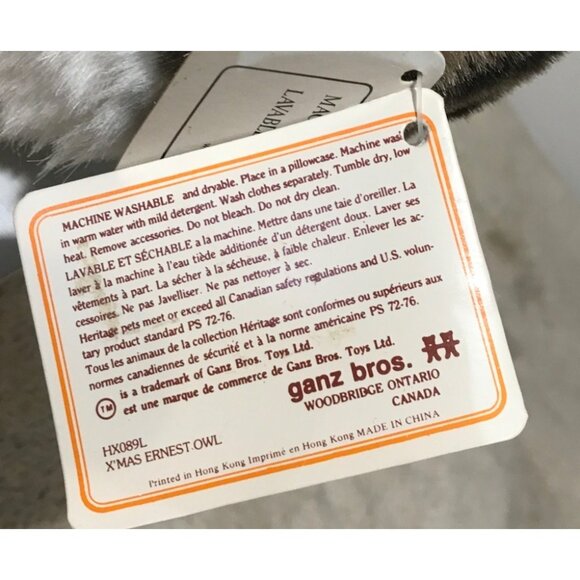 MAC
LAVABL
MACHINE WASHABLE and dryable. Place in a pillowcase. Machine wash
in warm water with mild detergent. Wash clothes separately. Tumble dry, low
heat. Remove accessories. Do not bleach. Do not dry clean.
LAVABLE ET SÉCHABLE a la machine. Mettre dans une taie d'oreiller. La
laver à la machine à l'eau tiède additionée d'un détergent doux. Laver ses
vêtements à part. La sécher à la sécheuse, à faible chaleur. Enlever les ac-
cessoires. Ne pas Javelliser. Ne pas nettoyer à sec.
Heritage pets meet or exceed all Canadian safety regulations and U.S. volun-
tary product standard PS 72-76.
Tous les animaux de la collection Héritage sont conformes ou supérieurs aux
normes canadiennes de sécurité et à la norme américaine PS 72-76.
TM is a trademark of Ganz Bros. Toys Ltd.
est une marque de commerce de Ganz Bros. Toys Ltd.
ganz bros.
WOODBRIDGE ONTARIO
CANADA
HX089L
X'MAS ERNEST OWL
Printed in Hong Kong Imprimé en Hong Kong MADE IN CHINA